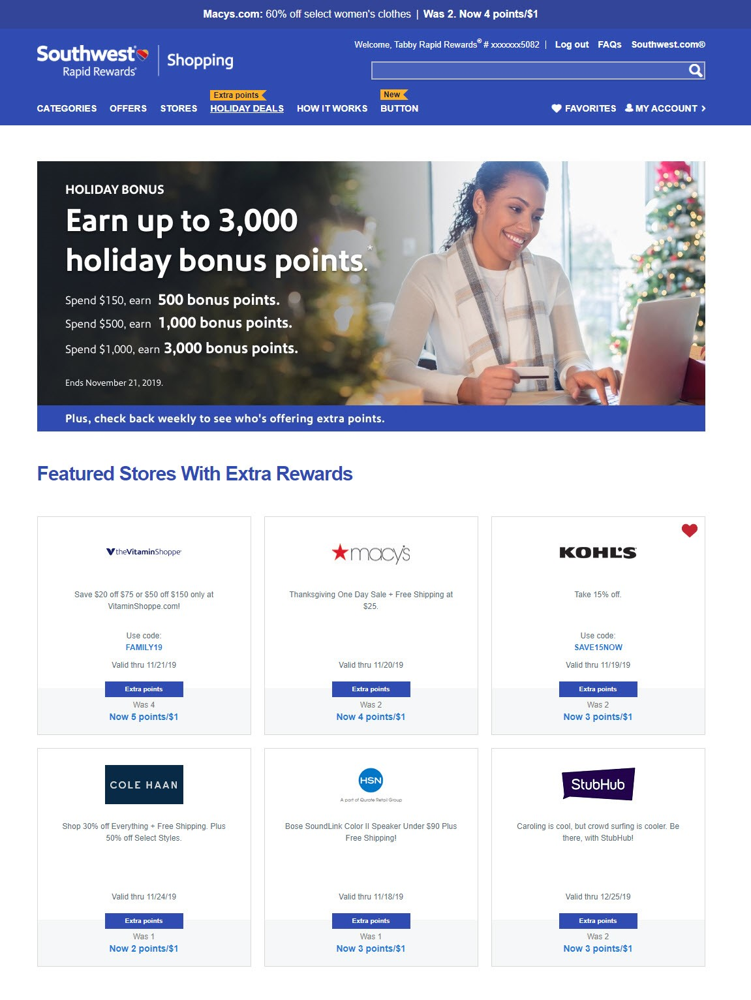 Macys.com: 60% off select women's clothes | Was 2. Now 4 points/$1
Southwest®
Rapid Rewards®
Shopping
Welcome, Tabby Rapid Rewards® # xxxxxxx5082 | Log out FAQs Southwest.com®
Extra points
New
CATEGORIES OFFERS STORES HOLIDAY DEALS HOW IT WORKS BUTTON FAVORITES MY ACCOUNT
HOLIDAY BONUS
Earn up to 3,000
holiday bonus points.*
Spend $150, earn 500 bonus points.
Spend $500, earn 1,000 bonus points.
Spend $1,000, earn 3,000 bonus points.
Ends November 21, 2019.
Plus, check back weekly to see who's offering extra points.
Featured Stores With Extra Rewards
theVitaminShoppe
Save $20 off $75 or $50 off $150 only at
VitaminShoppe.com!
Use code:
FAMILY19
Valid thru 11/21/19
Extra points
Was 4
Now 5 points/$1
macy's
Thanksgiving One Day Sale + Free Shipping at
$25.
Valid thru 11/20/19
Extra points
Was 2
Now 4 points/$1
KOHL'S
Take 15% off.
Use code:
SAVE15NOW
Valid thru 11/19/19
Extra points
Was 2
Now 3 points/$1
COLE HAAN
Shop 30% off Everything + Free Shipping. Plus
50% off Select Styles.
Valid thru 11/24/19
Extra points
Was 1
Now 2 points/$1
HSN
A part of Qurate Retail Group
Bose SoundLink Color II Speaker Under $90 Plus
Free Shipping!
Valid thru 11/18/19
Extra points
Was 1
Now 3 points/$1
StubHub
Caroling is cool, but crowd surfing is cooler. Be
there, with StubHub!
Valid thru 12/25/19
Extra points
Was 2
Now 3 points/$1